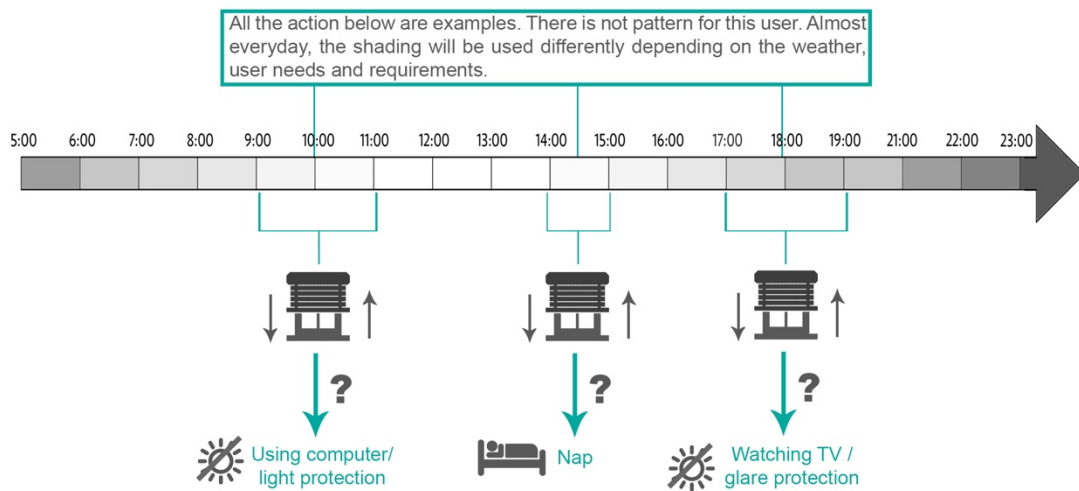 All the action below are examples. There is not pattern for this user. Almost
everyday, the shading will be used differently depending on the weather,
user needs and requirements.
5:00 6:00 7:00 8:00 9:00 10:00 11:00 12:00 13:00 14:00 15:00 16:00 17:00 18:00 19:00 21:00 22:00 23:00
? ? ?
Using computer/
light protection
Nap
Watching TV /
glare protection